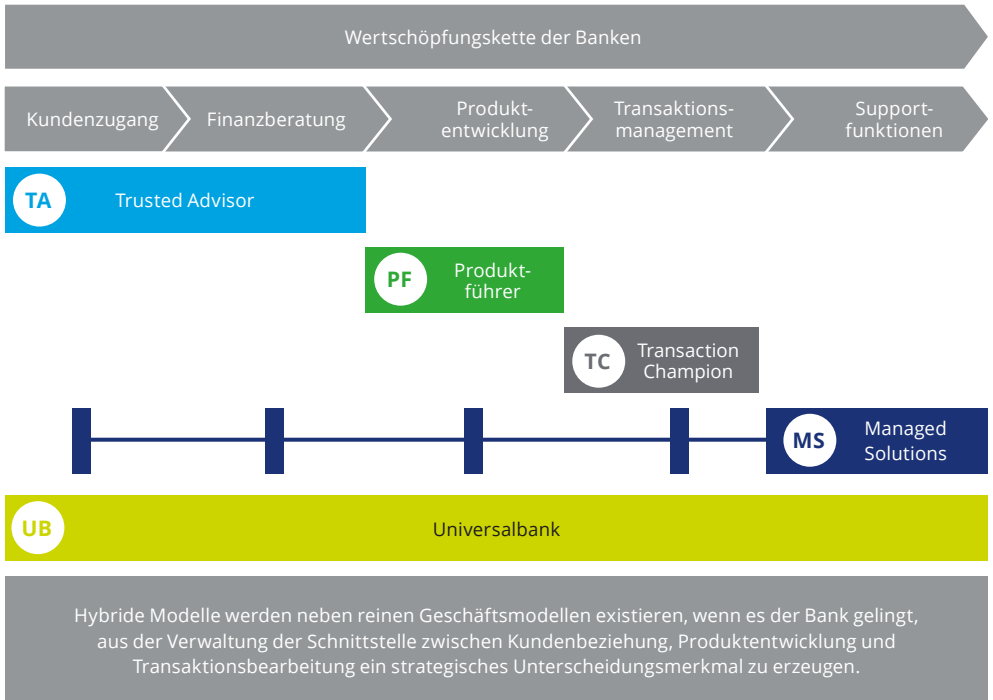 Wertschöpfungskette der Banken
Kundenzugang
Finanzberatung
Produkt-
entwicklung
Transaktions-
management
Support-
funktionen
TA
Trusted Advisor
PF
Produkt-
führer
TC
Transaction
Champion
MS
Managed
Solutions
UB
Universalbank
Hybride Modelle werden neben reinen Geschäftsmodellen existieren, wenn es der Bank gelingt,
aus der Verwaltung der Schnittstelle zwischen Kundenbeziehung, Produktentwicklung und
Transaktionsbearbeitung ein strategisches Unterscheidungsmerkmal zu erzeugen.